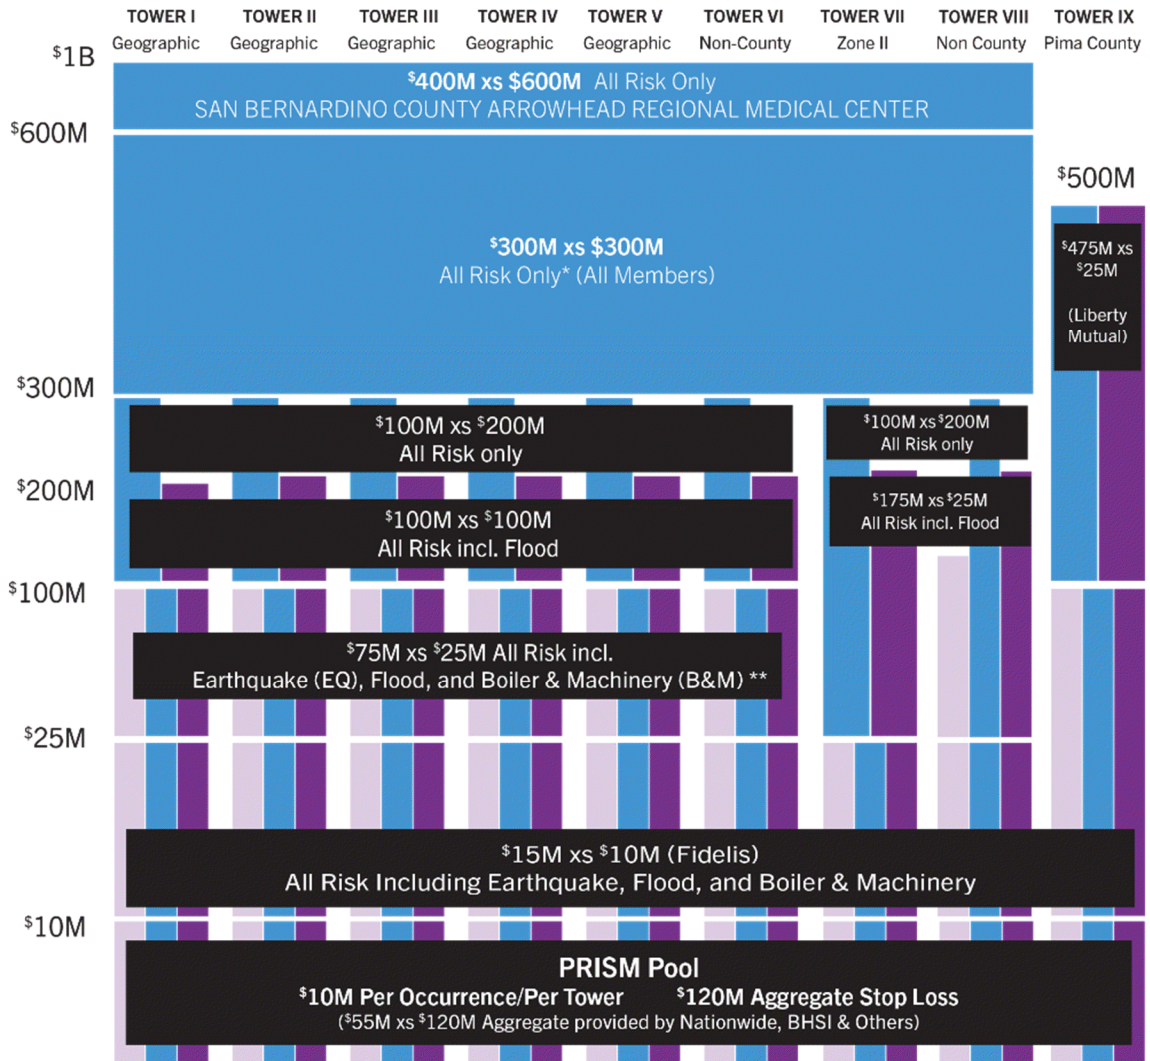 TOWER I TOWER II TOWER III TOWER IV TOWER V TOWER VI TOWER VII TOWER VIII TOWER IX
Geographic Geographic Geographic Geographic Geographic Non-County Zone II Non County Pima County
$1B
$400M xs $600M All Risk Only
SAN BERNARDINO COUNTY ARROWHEAD REGIONAL MEDICAL CENTER
$600M
$500M
$300M xs $300M
All Risk Only* (All Members)
$475M xs
$25M
(Liberty
Mutual)
$300M
$100M xs $200M
All Risk only
$100M xs $200M
All Risk only
$200M
$100M xs $100M
All Risk incl. Flood
$175M xs $25M
All Risk incl. Flood
$100M
$75M xs $25M All Risk incl.
Earthquake (EQ), Flood, and Boiler & Machinery (B&M) **
$25M
$15M xs $10M (Fidelis)
All Risk Including Earthquake, Flood, and Boiler & Machinery
$10M
PRISM Pool
$10M Per Occurrence/Per Tower $120M Aggregate Stop Loss
($55M xs $120M Aggregate provided by Nationwide, BHSI & Others)